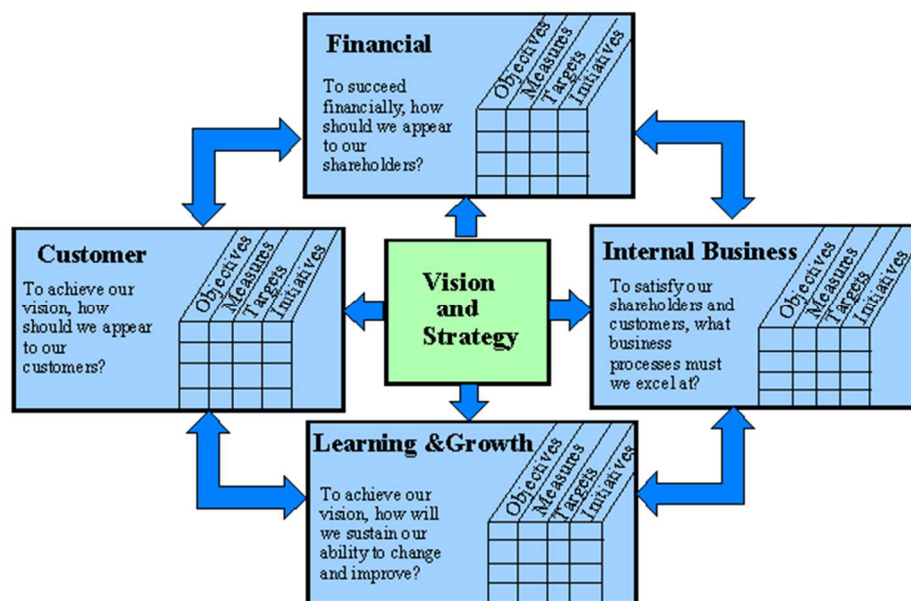 Financial
To succeed
financially, how
should we appear
to our
shareholders?
Objectives
Measures
Targets
Initiatives
Customer
To achieve our
vision, how
should we appear
to our
customers?
Objectives
Measures
Targets
Initiatives
Vision
and
Strategy
Internal Business
To satisfy our
shareholders and
customers, what
business
processes must
we excel at?
Objectives
Measures
Targets
Initiatives
Learning &Growth
To achieve our
vision, how will
we sustain our
ability to change
and improve?
Objectives
Measures
Targets
Initiatives